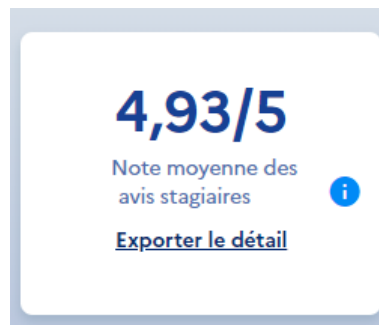 4,93/5
Note moyenne des
avis stagiaires
i
Exporter le détail